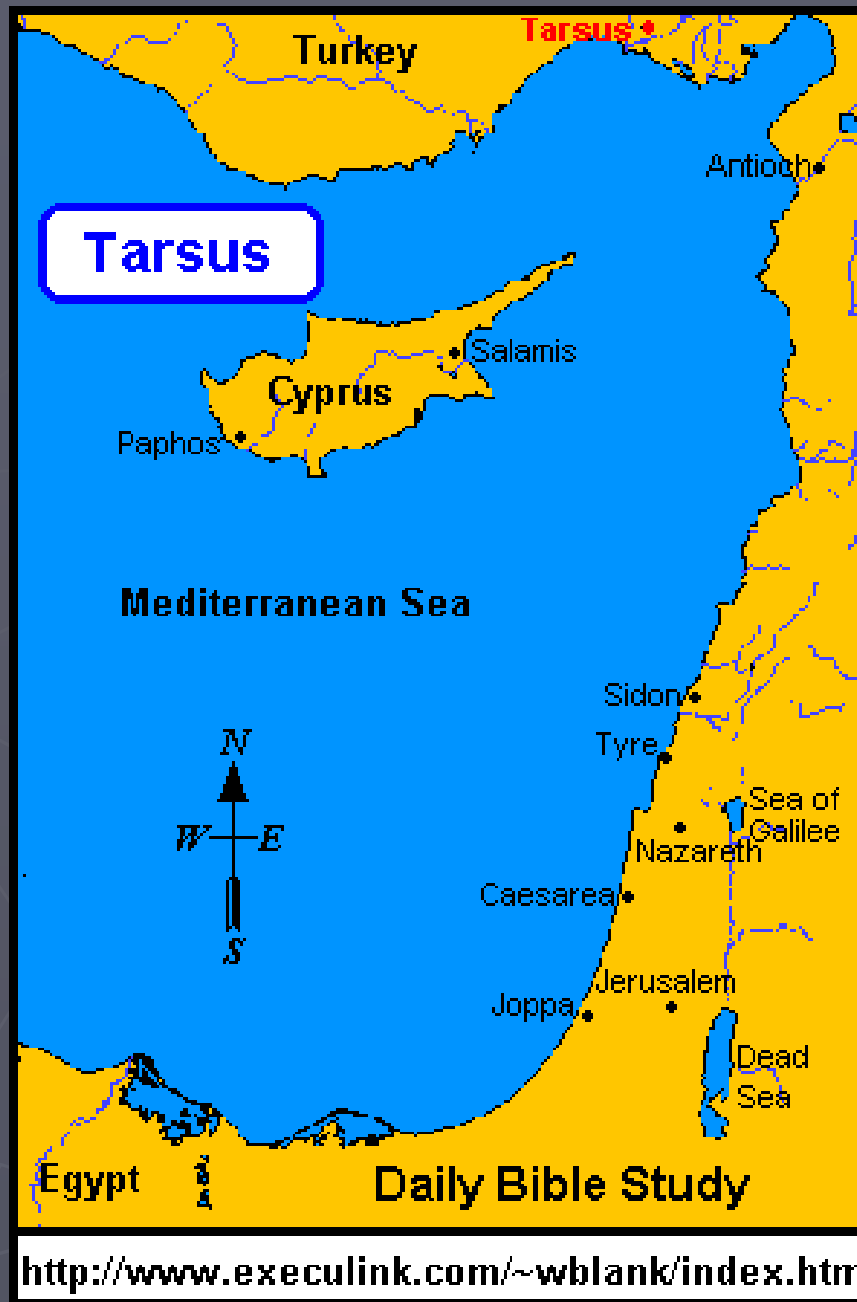 Tarsus
Turkey
Antioch
Tarsus
Salamis
Cyprus
Paphos
Mediterranean Sea
Sidon
Tyre
N
W E
S
Sea of
Galilee
Nazareth
Caesarea
Jerusalem
Joppa
Dead
Sea
Egypt
Daily Bible Study
http://www.execulink.com/~wblank/index.htm